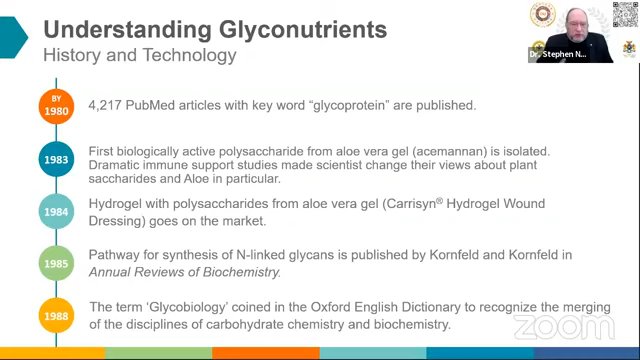 Understanding Glyconutrients
History and Technology
Dr. Stephen N...
BY
1980
4,217 PubMed articles with key word “glycoprotein” are published.
1983
First biologically active polysaccharide from aloe vera gel (acemannan) is isolated.
Dramatic immune support studies made scientist change their views about plant
saccharides and Aloe in particular.
1984
Hydrogel with polysaccharides from aloe vera gel (Carrisyn® Hydrogel Wound
Dressing) goes on the market.
1985
Pathway for synthesis of N-linked glycans is published by Kornfeld and Kornfeld in
Annual Reviews of Biochemistry.
1988
The term ‘Glycobiology’ coined in the Oxford English Dictionary to recognize the merging
of the disciplines of carbohydrate chemistry and biochemistry.
zoom